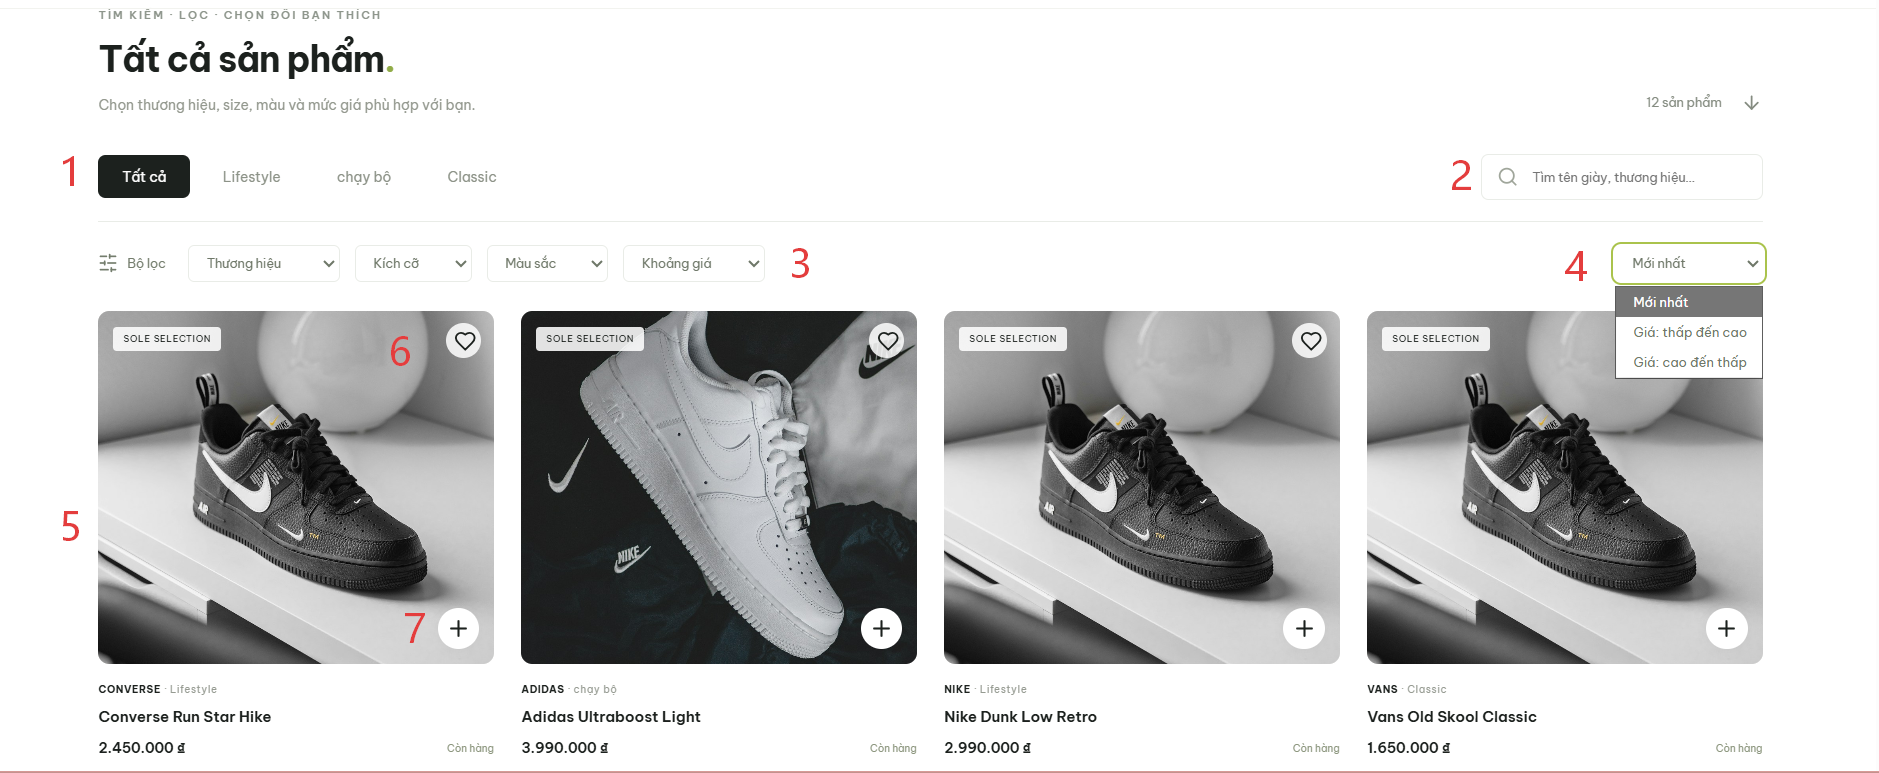 TÌM KIẾM · LỌC · CHỌN ĐÔI BẠN THÍCH
Tất cả sản phẩm.
Chọn thương hiệu, size, màu và mức giá phù hợp với bạn.
12 sản phẩm
1
Tất cả
Lifestyle
chạy bộ
Classic
2
Tìm tên giày, thương hiệu...
Bộ lọc
Thương hiệu
Kích cỡ
Màu sắc
Khoảng giá
3
4
Mới nhất
Mới nhất
Giá: thấp đến cao
Giá: cao đến thấp
SOLE SELECTION
6
SOLE SELECTION
SOLE SELECTION
SOLE SELECTION
5
AIR
NIKE
AIR
AIR
7
CONVERSE · Lifestyle
Converse Run Star Hike
2.450.000 ₫
Còn hàng
ADIDAS · chạy bộ
Adidas Ultraboost Light
3.990.000 ₫
Còn hàng
NIKE · Lifestyle
Nike Dunk Low Retro
2.990.000 ₫
Còn hàng
VANS · Classic
Vans Old Skool Classic
1.650.000 ₫
Còn hàng